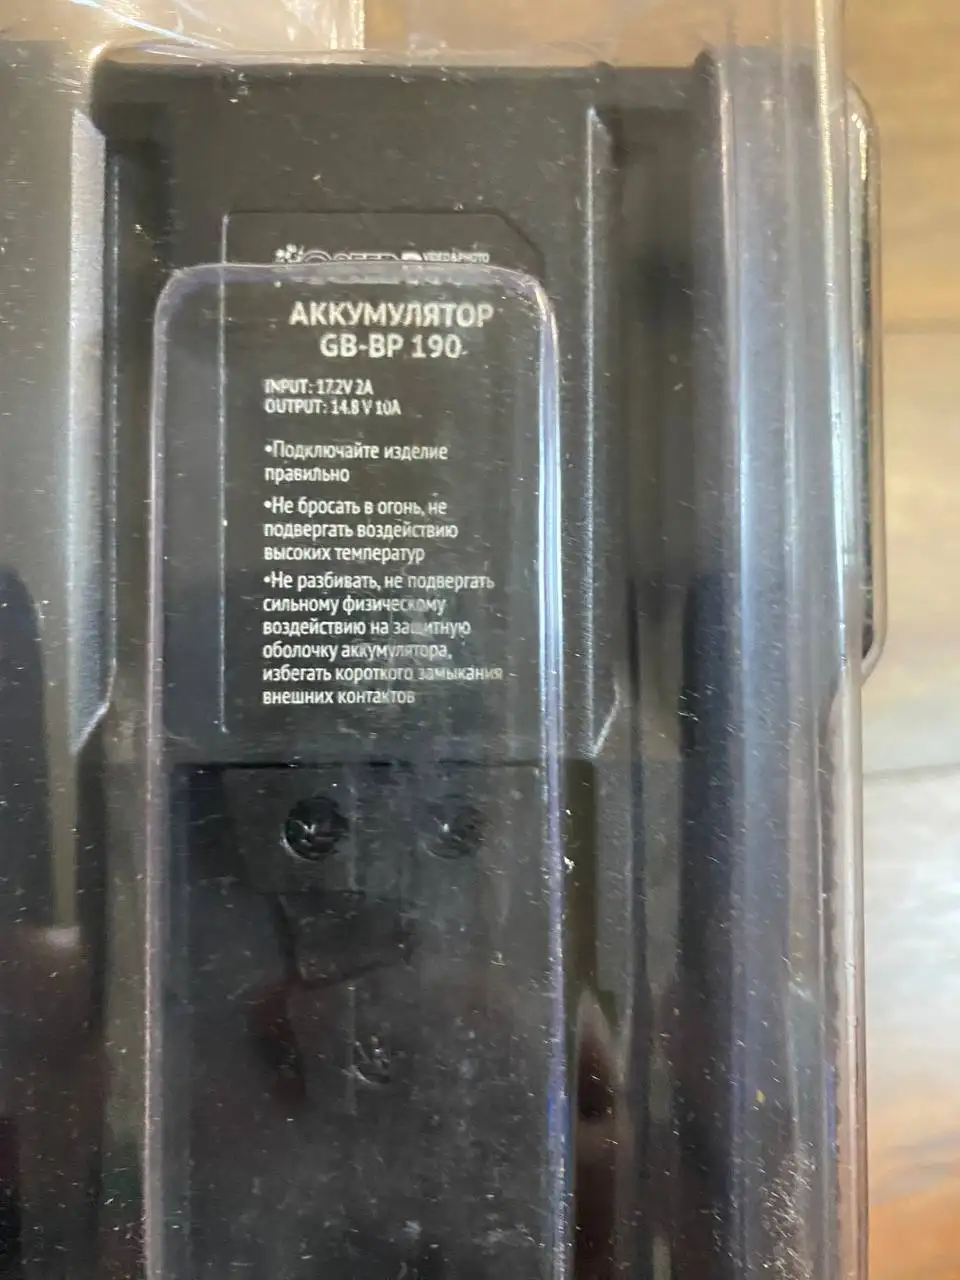 VIDEO&PHOTO
АККУМУЛЯТОР
GB-BP 190
INPUT: 17.2V 2A
OUTPUT: 14.8 V 10A
•Подключайте изделие
правильно
•Не бросать в огонь, не
подвергать воздействию
высоких температур
•Не разбивать, не подвергать
сильному физическому
воздействию на защитную
оболочку аккумулятора,
избегать короткого замыкания
внешних контактов